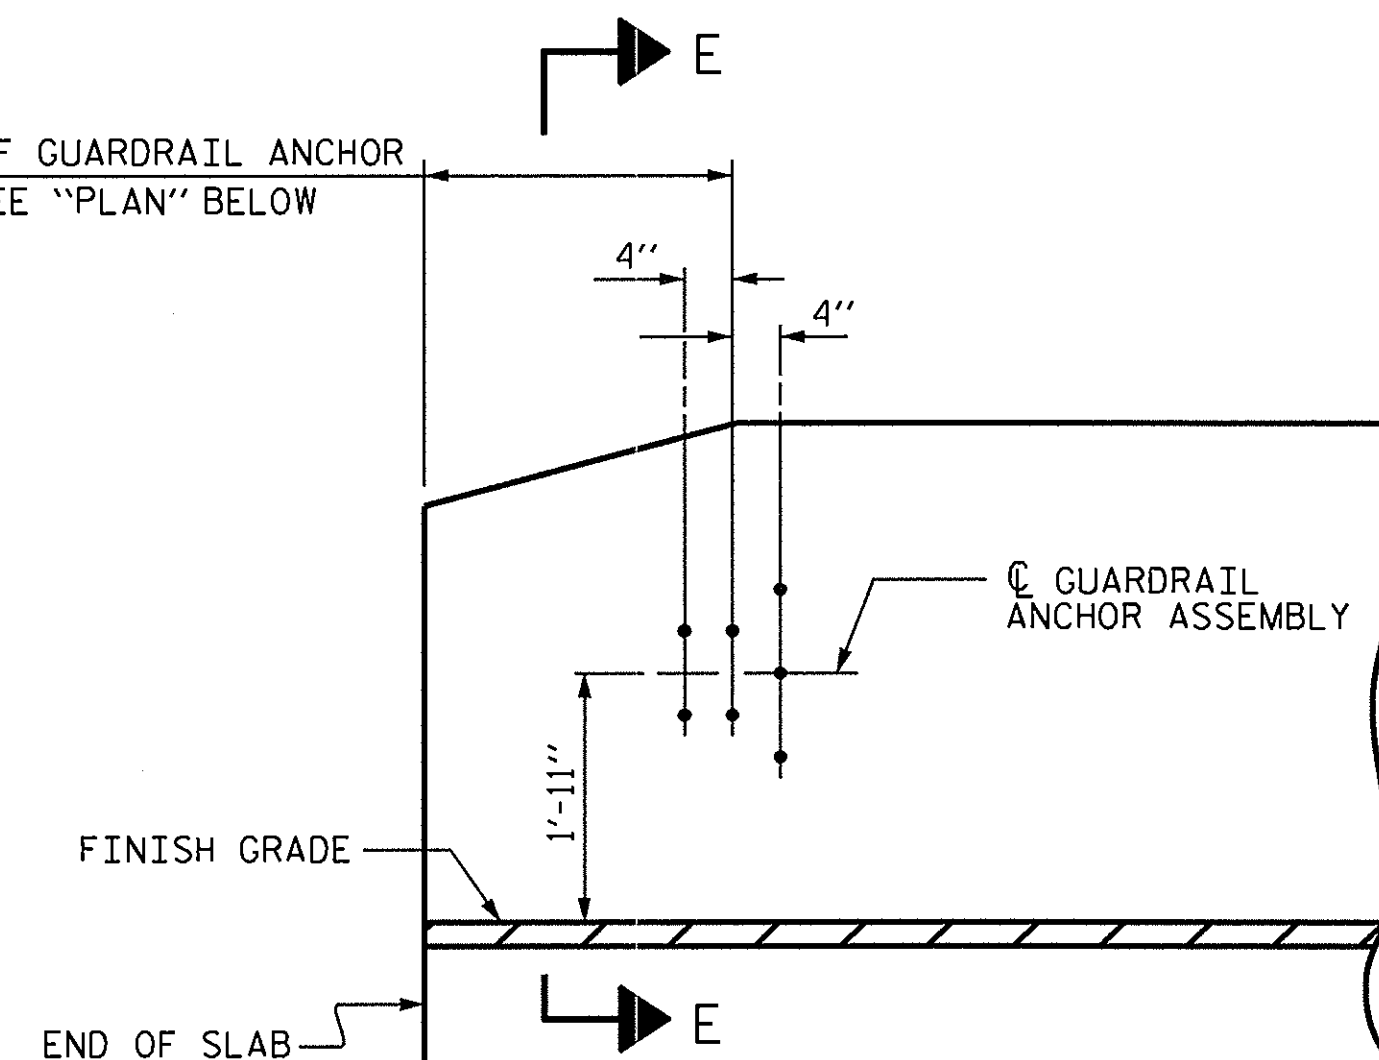 E
GUARDRAIL ANCHOR
"PLAN" BELOW
4"
4"
℄ GUARDRAIL
ANCHOR ASSEMBLY
1'-11"
FINISH GRADE
END OF SLAB
E